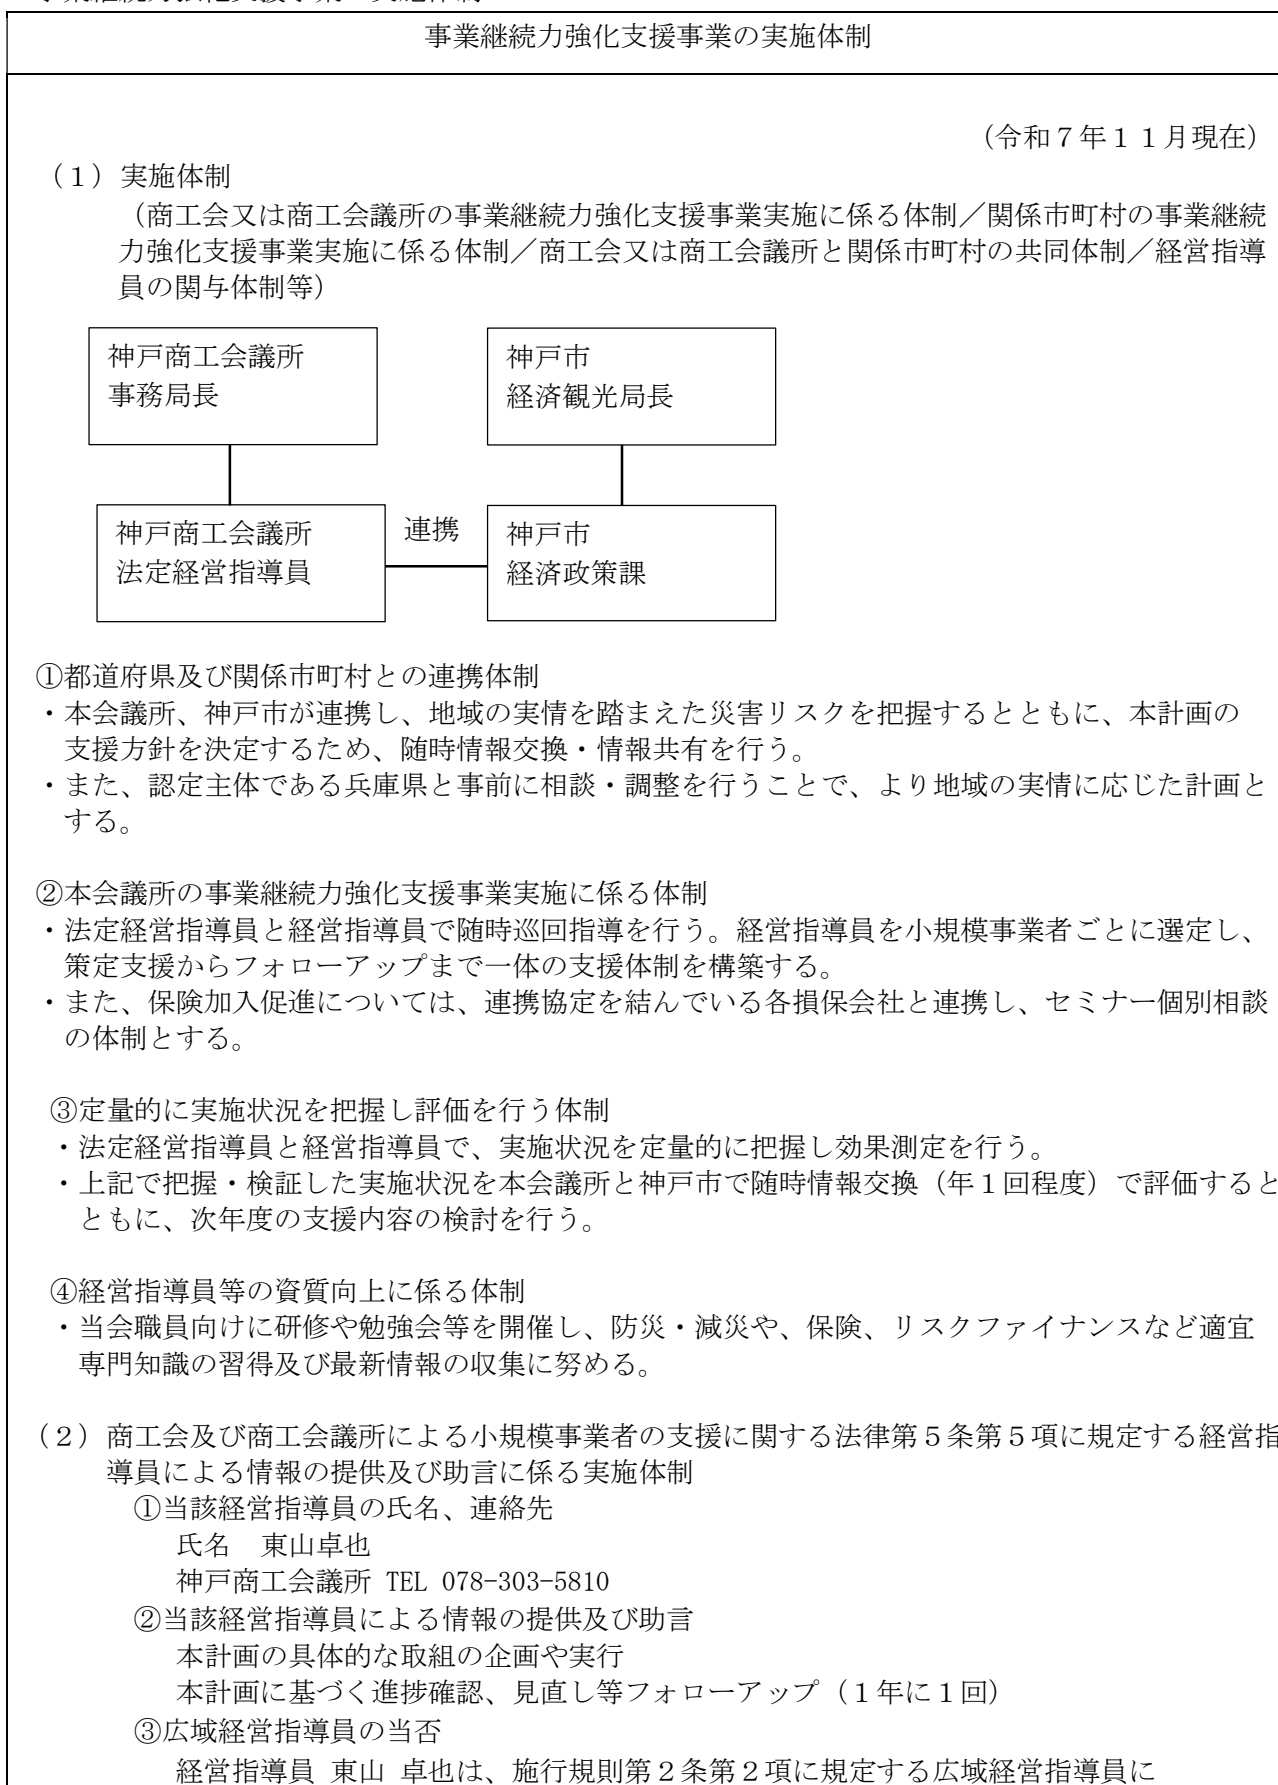 事業継続力強化支援事業の実施体制
（令和７年１１月現在）
（１）実施体制
（商工会又は商工会議所の事業継続力強化支援事業実施に係る体制／関係市町村の事業継続
力強化支援事業実施に係る体制／商工会又は商工会議所と関係市町村の共同体制／経営指導
員の関与体制等）
神戸商工会議所
事務局長
神戸市
経済観光局長
神戸商工会議所
法定経営指導員
連携
神戸市
経済政策課
①都道府県及び関係市町村との連携体制
・本会議所、神戸市が連携し、地域の実情を踏まえた災害リスクを把握するとともに、本計画の
支援方針を決定するため、随時情報交換・情報共有を行う。
・また、認定主体である兵庫県と事前に相談・調整を行うことで、より地域の実情に応じた計画と
する。
②本会議所の事業継続力強化支援事業実施に係る体制
・法定経営指導員と経営指導員で随時巡回指導を行う。経営指導員を小規模事業者ごとに選定し、
策定支援からフォローアップまで一体の支援体制を構築する。
・また、保険加入促進については、連携協定を結んでいる各損保会社と連携し、セミナー個別相談
の体制とする。
③定量的に実施状況を把握し評価を行う体制
・法定経営指導員と経営指導員で、実施状況を定量的に把握し効果測定を行う。
・上記で把握・検証した実施状況を本会議所と神戸市で随時情報交換（年１回程度）で評価すると
ともに、次年度の支援内容の検討を行う。
④経営指導員等の資質向上に係る体制
・当会職員向けに研修や勉強会等を開催し、防災・減災や、保険、リスクファイナンスなど適宜
専門知識の習得及び最新情報の収集に努める。
（２）商工会及び商工会議所による小規模事業者の支援に関する法律第５条第５項に規定する経営指
導員による情報の提供及び助言に係る実施体制
①当該経営指導員の氏名、連絡先
氏名　東山卓也
神戸商工会議所 TEL 078-303-5810
②当該経営指導員による情報の提供及び助言
本計画の具体的な取組の企画や実行
本計画に基づく進捗確認、見直し等フォローアップ（１年に１回）
③広域経営指導員の当否
経営指導員 東山 卓也は、施行規則第２条第２項に規定する広域経営指導員に